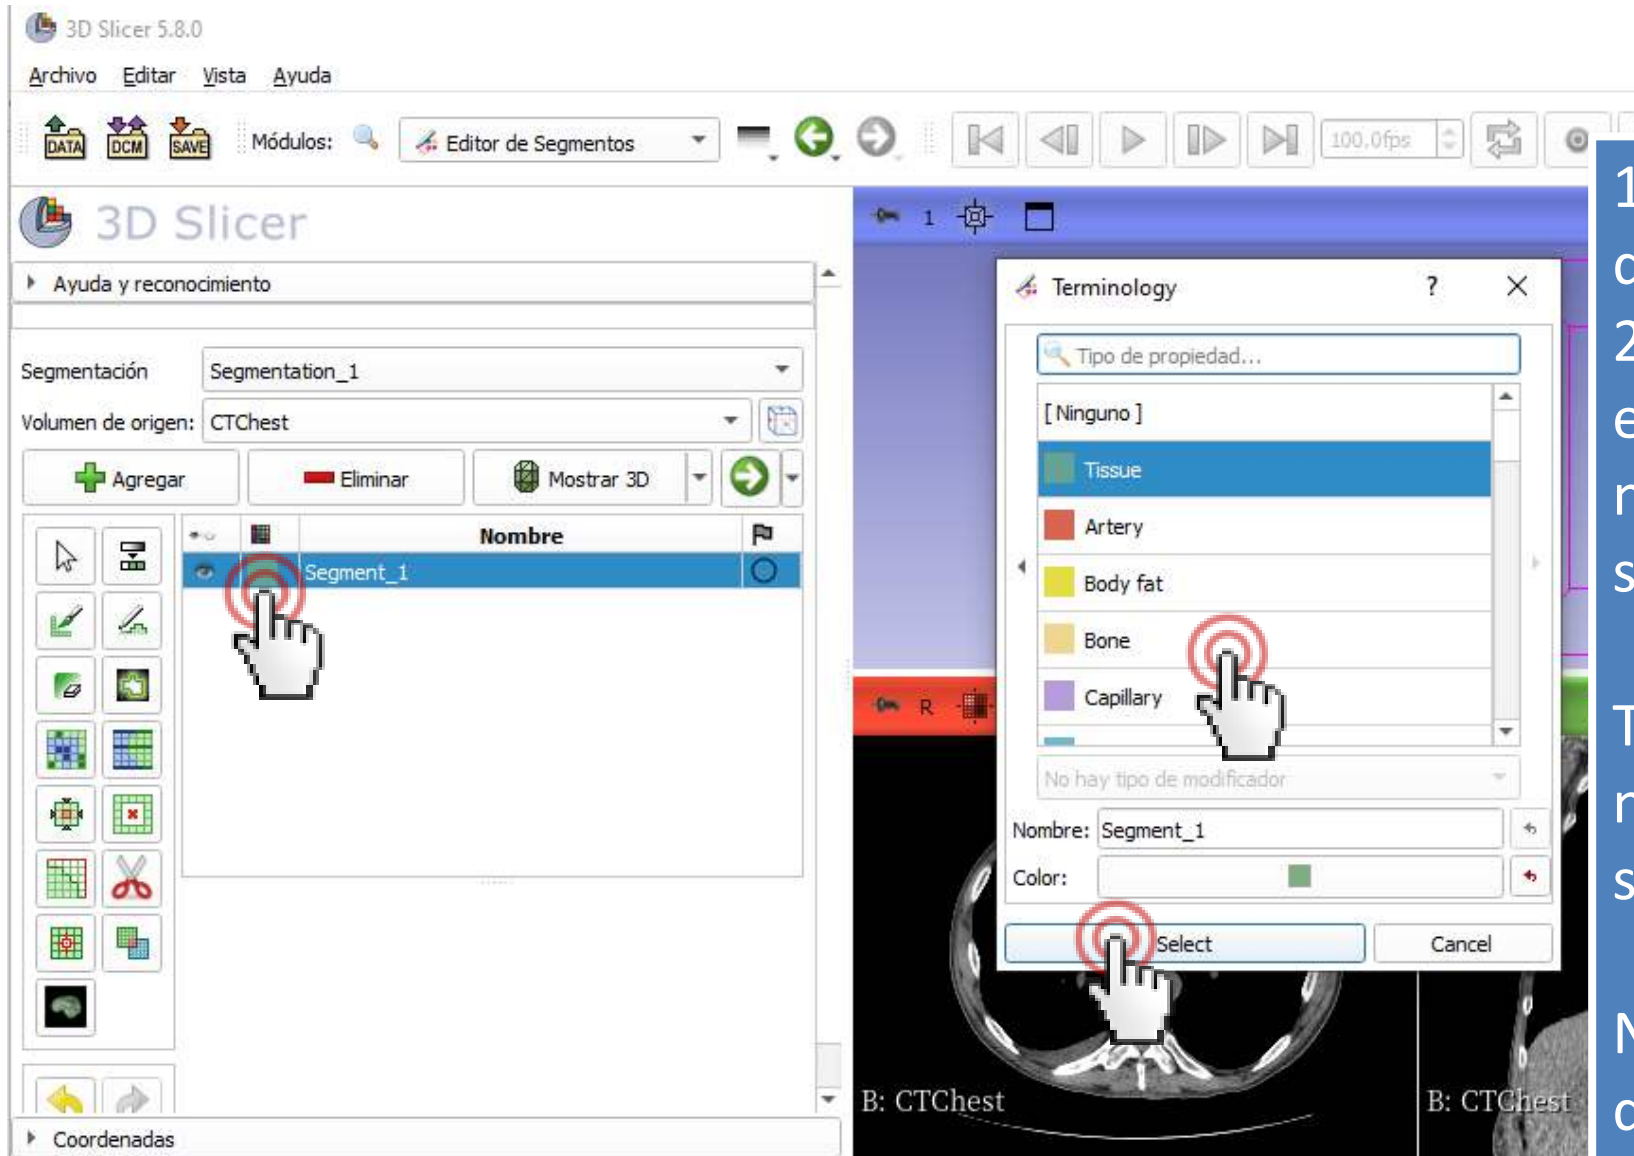 3D Slicer 5.8.0
Archivo Editar Vista Ayuda
DATA DCM SAVE Módulos: Editor de Segmentos 100.0fps
3D Slicer
Ayuda y reconocimiento
Segmentación Segmentation_1
Volumen de origen: CTChest
Agregar Eliminar Mostrar 3D
Nombre
Segment_1
Coordenadas
1
Terminology ? X
Tipo de propiedad...
[ Ninguno ]
Tissue
Artery
Body fat
Bone
Capillary
No hay tipo de modificador
Nombre: Segment_1
Color:
Select Cancel
R
B: CTChest
B: CTChest
1
2